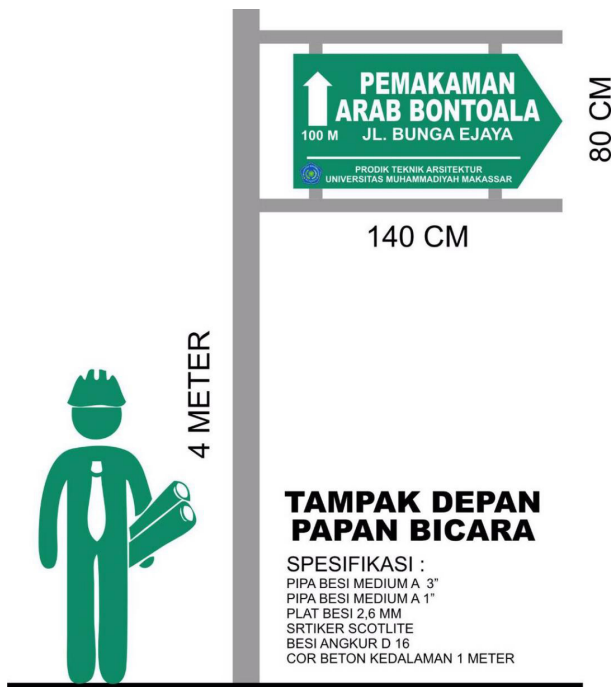 PEMAKAMAN
ARAB BONTOALA
100 M JL. BUNGA EJAYA
PRODIK TEKNIK ARSITEKTUR
UNIVERSITAS MUHAMMADIYAH MAKASSAR
80 CM
140 CM
4 METER
TAMPAK DEPAN
PAPAN BICARA
SPESIFIKASI :
PIPA BESI MEDIUM A 3”
PIPA BESI MEDIUM A 1”
PLAT BESI 2,6 MM
SRTIKER SCOTLITE
BESI ANGKUR D 16
COR BETON KEDALAMAN 1 METER